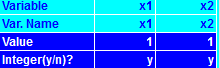 Variable x1 x2
Var. Name x1 x2
Value 1 1
Integer(y/n)? y y